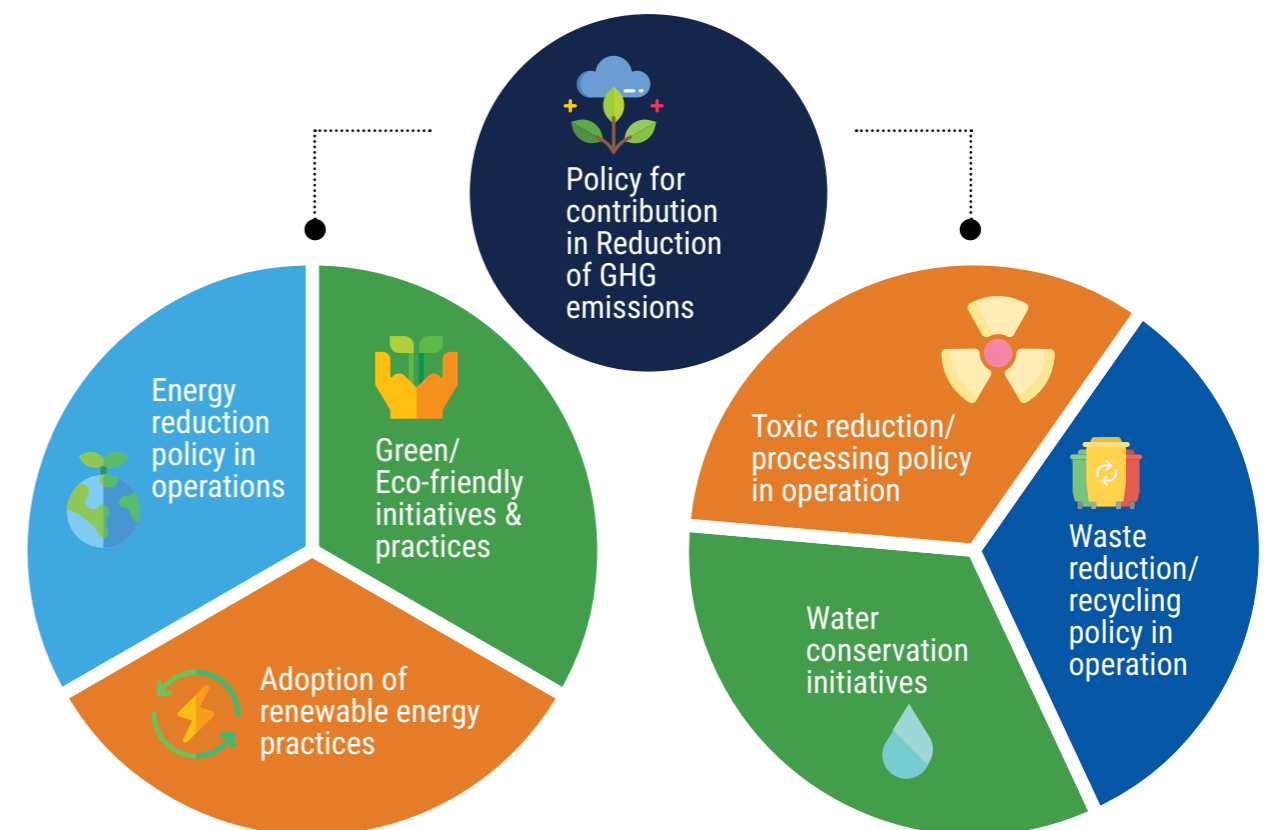 Policy for
contribution
in Reduction
of GHG
emissions
Energy
reduction
policy in
operations
Green/
Eco-friendly
initiatives &
practices
Adoption of
renewable energy
practices
Toxic reduction/
processing policy
in operation
Waste
reduction/
recycling
policy in
operation
Water
conservation
initiatives